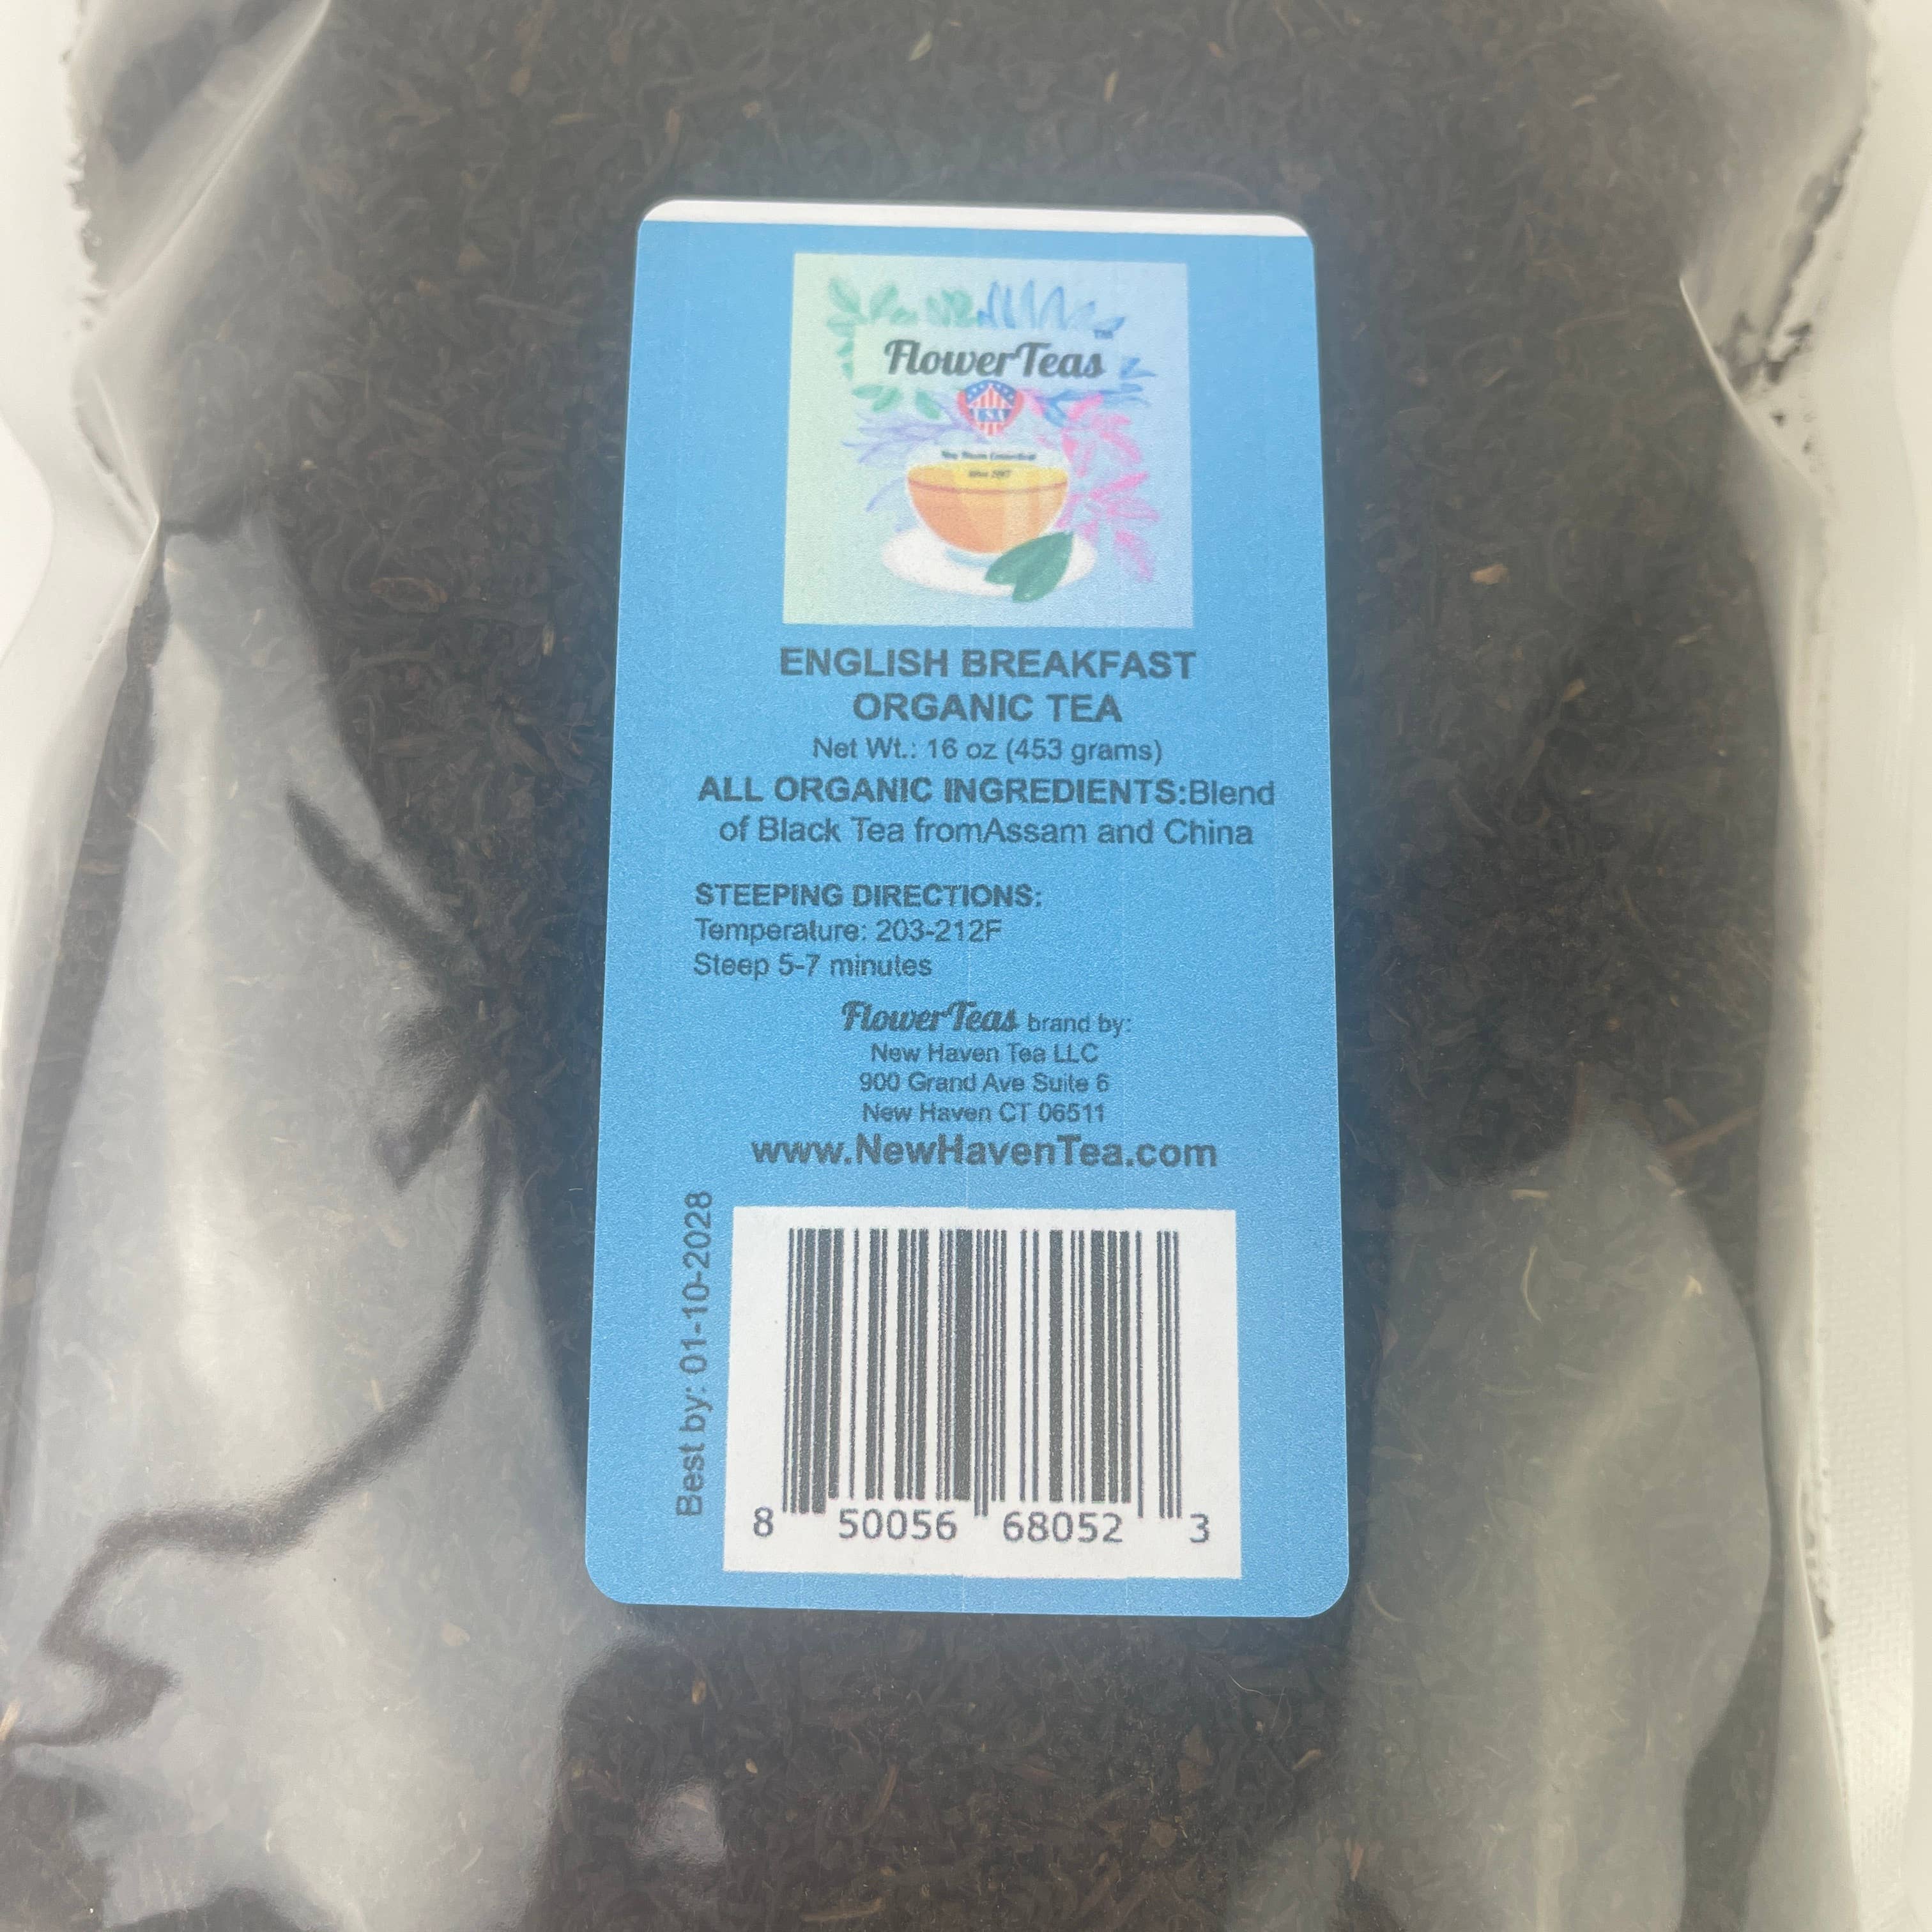 FlowerTeas™
USA
ENGLISH BREAKFAST
ORGANIC TEA
Net Wt.: 16 oz (453 grams)
ALL ORGANIC INGREDIENTS:Blend
of Black Tea fromAssam and China
STEEPING DIRECTIONS:
Temperature: 203-212F
Steep 5-7 minutes
FlowerTeas brand by:
New Haven Tea LLC
900 Grand Ave Suite 6
New Haven CT 06511
www.NewHavenTea.com
Best by: 01-10-2028
8 50056 68052 3